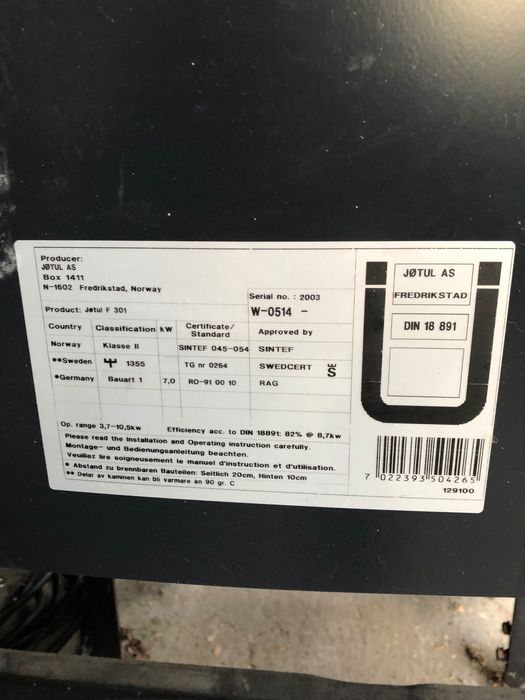 Producer:
JØTUL AS
Box 1411
N-1602 Fredrikstad, Norway
Serial no. : 2003
Product: Jøtul F 301
W-0514 -
Country Classification kW Certificate/ Standard Approved by
Norway Klasse II SINTEF 045-054 SINTEF
**Sweden 1355 TG nr 0264 SWEDCERT S
*Germany Bauart 1 7,0 RO-91 00 10 RAG
Op. range 3,7-10,5kw Efficiency acc. to DIN 18891: 82% @ 8,7kw
Please read the Installation and Operating instruction carefully.
Montage- und Bedienungsanleitung beachten.
Veuillez lire soigneusement le manuel d'instruction et d'utilisation.
* Abstand zu brennbaren Bauteilen: Seitlich 20cm, Hinten 10cm
** Delar av kaminen kan bli varmare an 90 gr. C
JØTUL AS
FREDRIKSTAD
DIN 18 891
7 022393 504265
129100